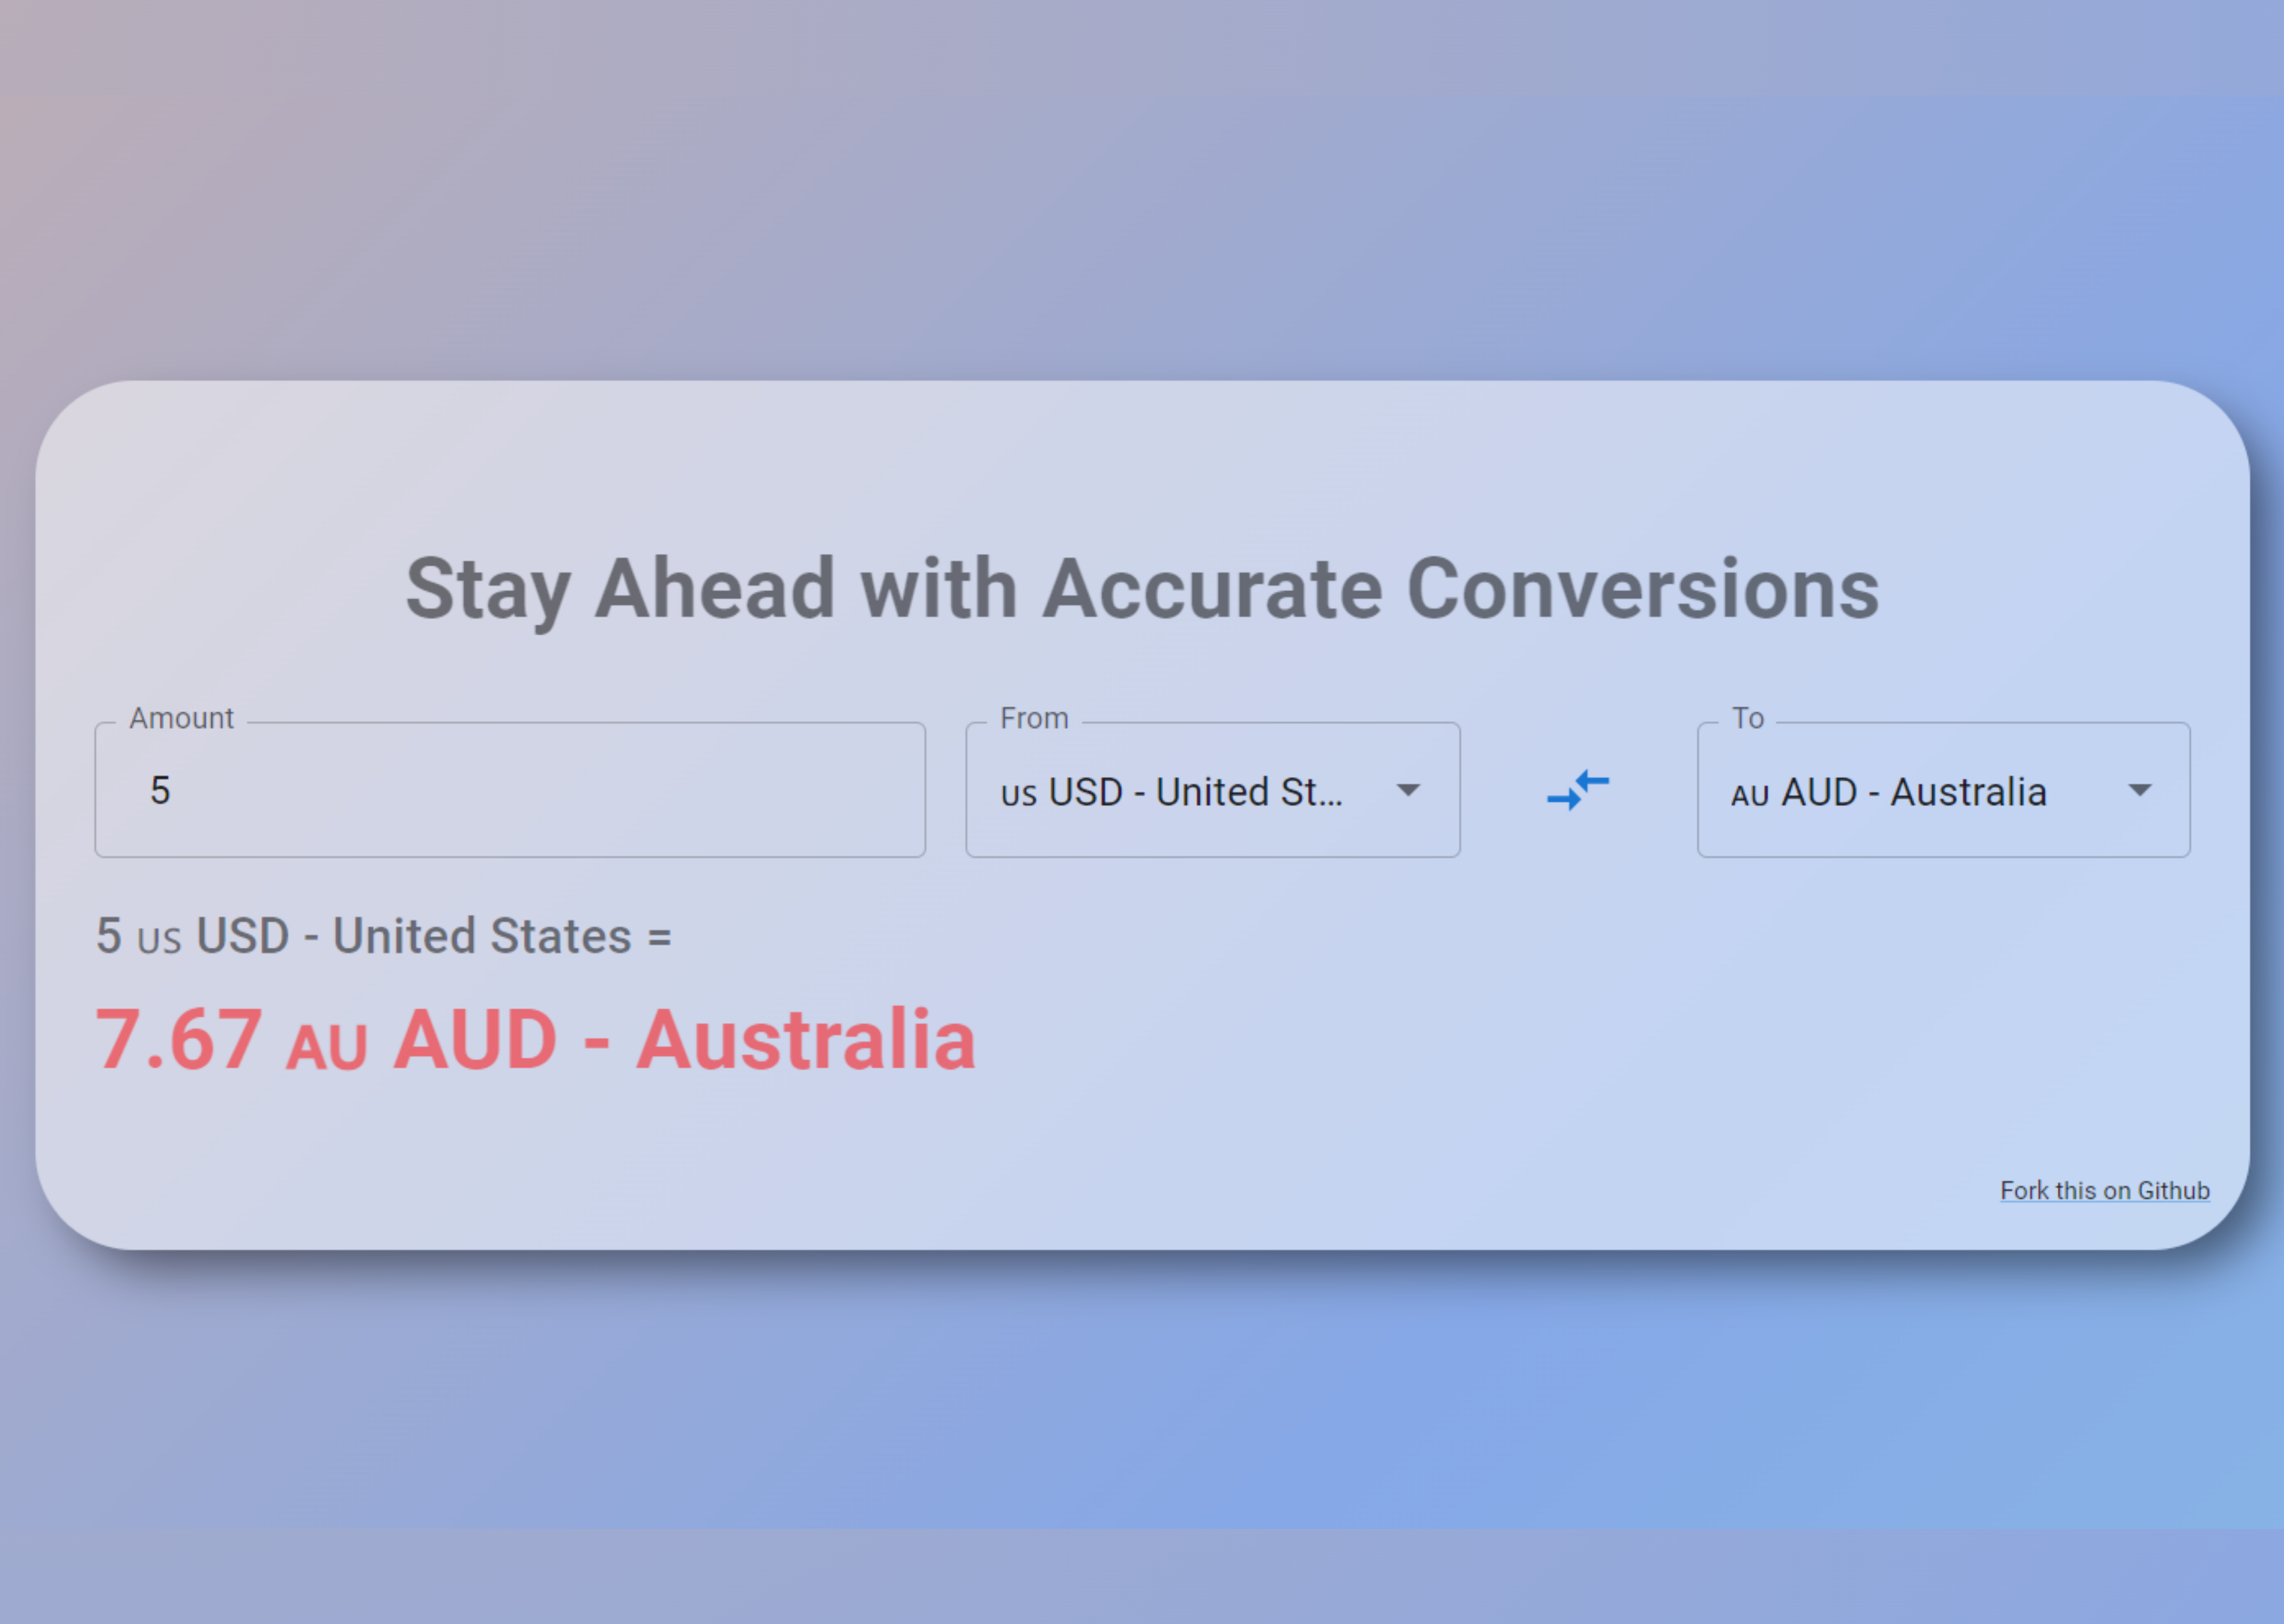 Stay Ahead with Accurate Conversions
Amount
5
From
US USD - United St...
To
AU AUD - Australia
5 US USD - United States =
7.67 AU AUD - Australia
Fork this on Github